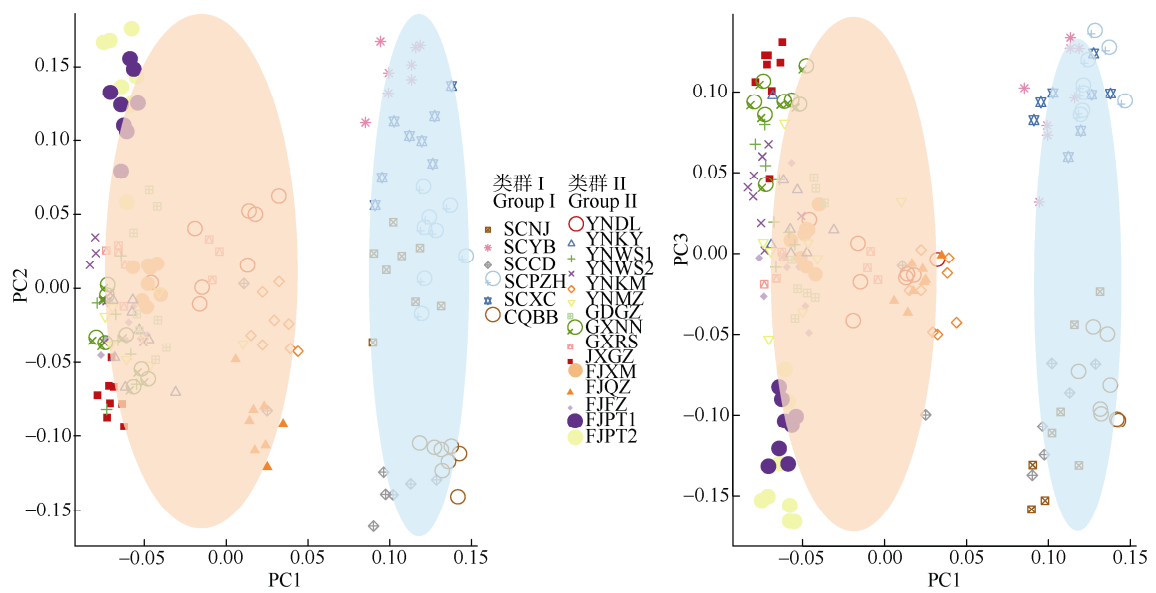 0.15
0.10
0.05
0.00
−0.05
−0.10
−0.15
PC2
−0.05
0.00
0.05
0.10
0.15
PC1
类群 I
Group I
SCNJ
SCYB
SCCD
SCPZH
SCXC
CQBB
类群 II
Group II
YNDL
YNKY
YNWS1
YNWS2
YNKM
YNMZ
GDGZ
GXNN
GXRS
JXGZ
FJXM
FJQZ
FJFZ
FJPT1
FJPT2
0.10
0.05
0.00
−0.05
−0.10
−0.15
PC3
−0.05
0.00
0.05
0.10
0.15
PC1